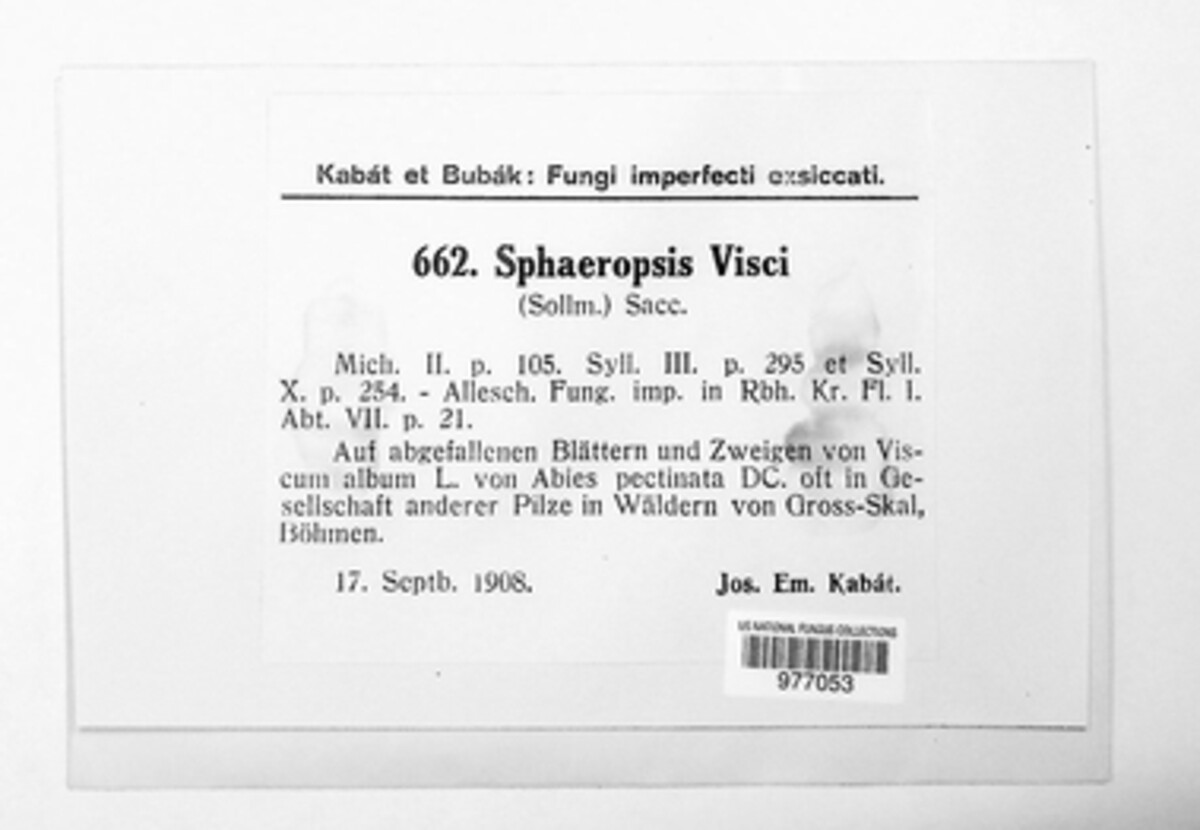 Kabát et Bubák: Fungi imperfecti exsiccati.
662. Sphaeropsis Visci
(Sollm.) Sacc.
Mich. II. p. 105. Syll. III. p. 295 et Syll.
X. p. 254. - Allesch. Fung. imp. in Rbh. Kr. Fl. I.
Abt. VII. p. 21.
Auf abgefallenen Blättern und Zweigen von Vis-
cum album L. von Abies pectinata DC. oft in Ge-
sellschaft anderer Pilze in Wäldern von Gross-Skal,
Böhmen.
17. Septb. 1908.
Jos. Em. Kabát.
US NATIONAL FUNGUS COLLECTIONS
977053